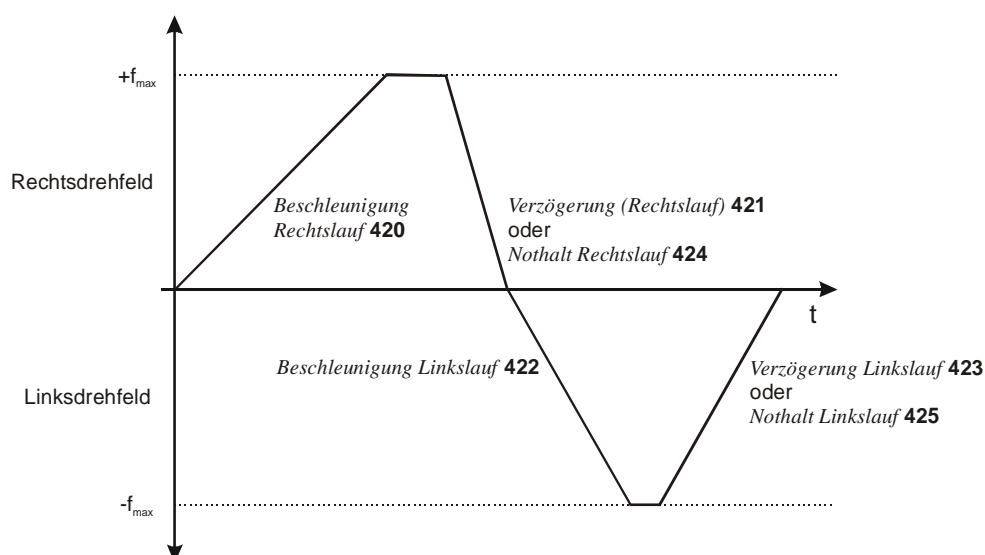 +fmax
Rechtsdrehfeld
Beschleunigung
Rechtslauf 420
Verzögerung (Rechtslauf) 421
oder
Nothalt Rechtslauf 424
t
Beschleunigung Linkslauf 422
Verzögerung Linkslauf 423
oder
Nothalt Linkslauf 425
Linksdrehfeld
-fmax